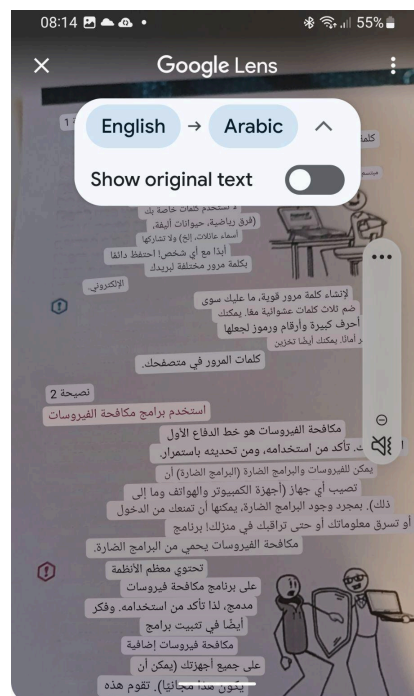 08:14
55%
Google Lens
English → Arabic
Show original text
لا تستخدم كلمات خاصة بك
(فرق رياضية، حيوانات أليفة،
أسماء عائلات، إلخ) ولا تشاركها
أبدًا مع أي شخص! احتفظ دائمًا
بكلمة مرور مختلفة لبريدك
الإلكتروني.
لإنشاء كلمة مرور قوية، ما عليك سوى
ضم ثلاث كلمات عشوائية معًا. يمكنك
أحرف كبيرة وأرقام ورموز لجعلها
أمانًا. يمكنك أيضًا تخزين
كلمات المرور في متصفحك.
نصيحة 2
استخدم برامج مكافحة الفيروسات
مكافحة الفيروسات هو خط الدفاع الأول
تأكد من استخدامه، ومن تحديثه باستمرار.
يمكن للفيروسات والبرامج الضارة (البرامج الضارة) أن
تصيب أي جهاز (أجهزة الكمبيوتر والهواتف وما إلى
ذلك). بمجرد وجود البرامج الضارة، يمكنها أن تمنعك من الدخول
أو تسرق معلوماتك أو حتى تراقبك في منزلك! برنامج
مكافحة الفيروسات يحمي من البرامج الضارة.
تحتوي معظم الأنظمة
على برنامج مكافحة فيروسات
مدمج، لذا تأكد من استخدامه. وفكر
أيضًا في تثبيت برامج
مكافحة فيروسات إضافية
على جميع أجهزتك (يمكن أن
يكون هذا مجانيًا). تقوم هذه